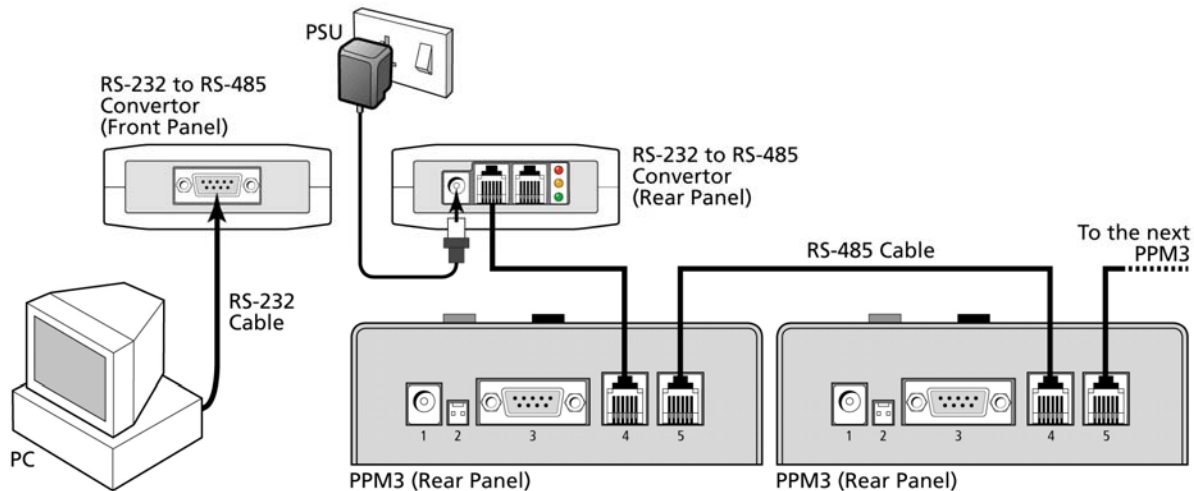 PSU
RS-232 to RS-485
Convertor
(Front Panel)
RS-232 to RS-485
Convertor
(Rear Panel)
To the next
PPM3
RS-485 Cable
RS-232
Cable
1 2 3 4 5
1 2 3 4 5
PC
PPM3 (Rear Panel)
PPM3 (Rear Panel)